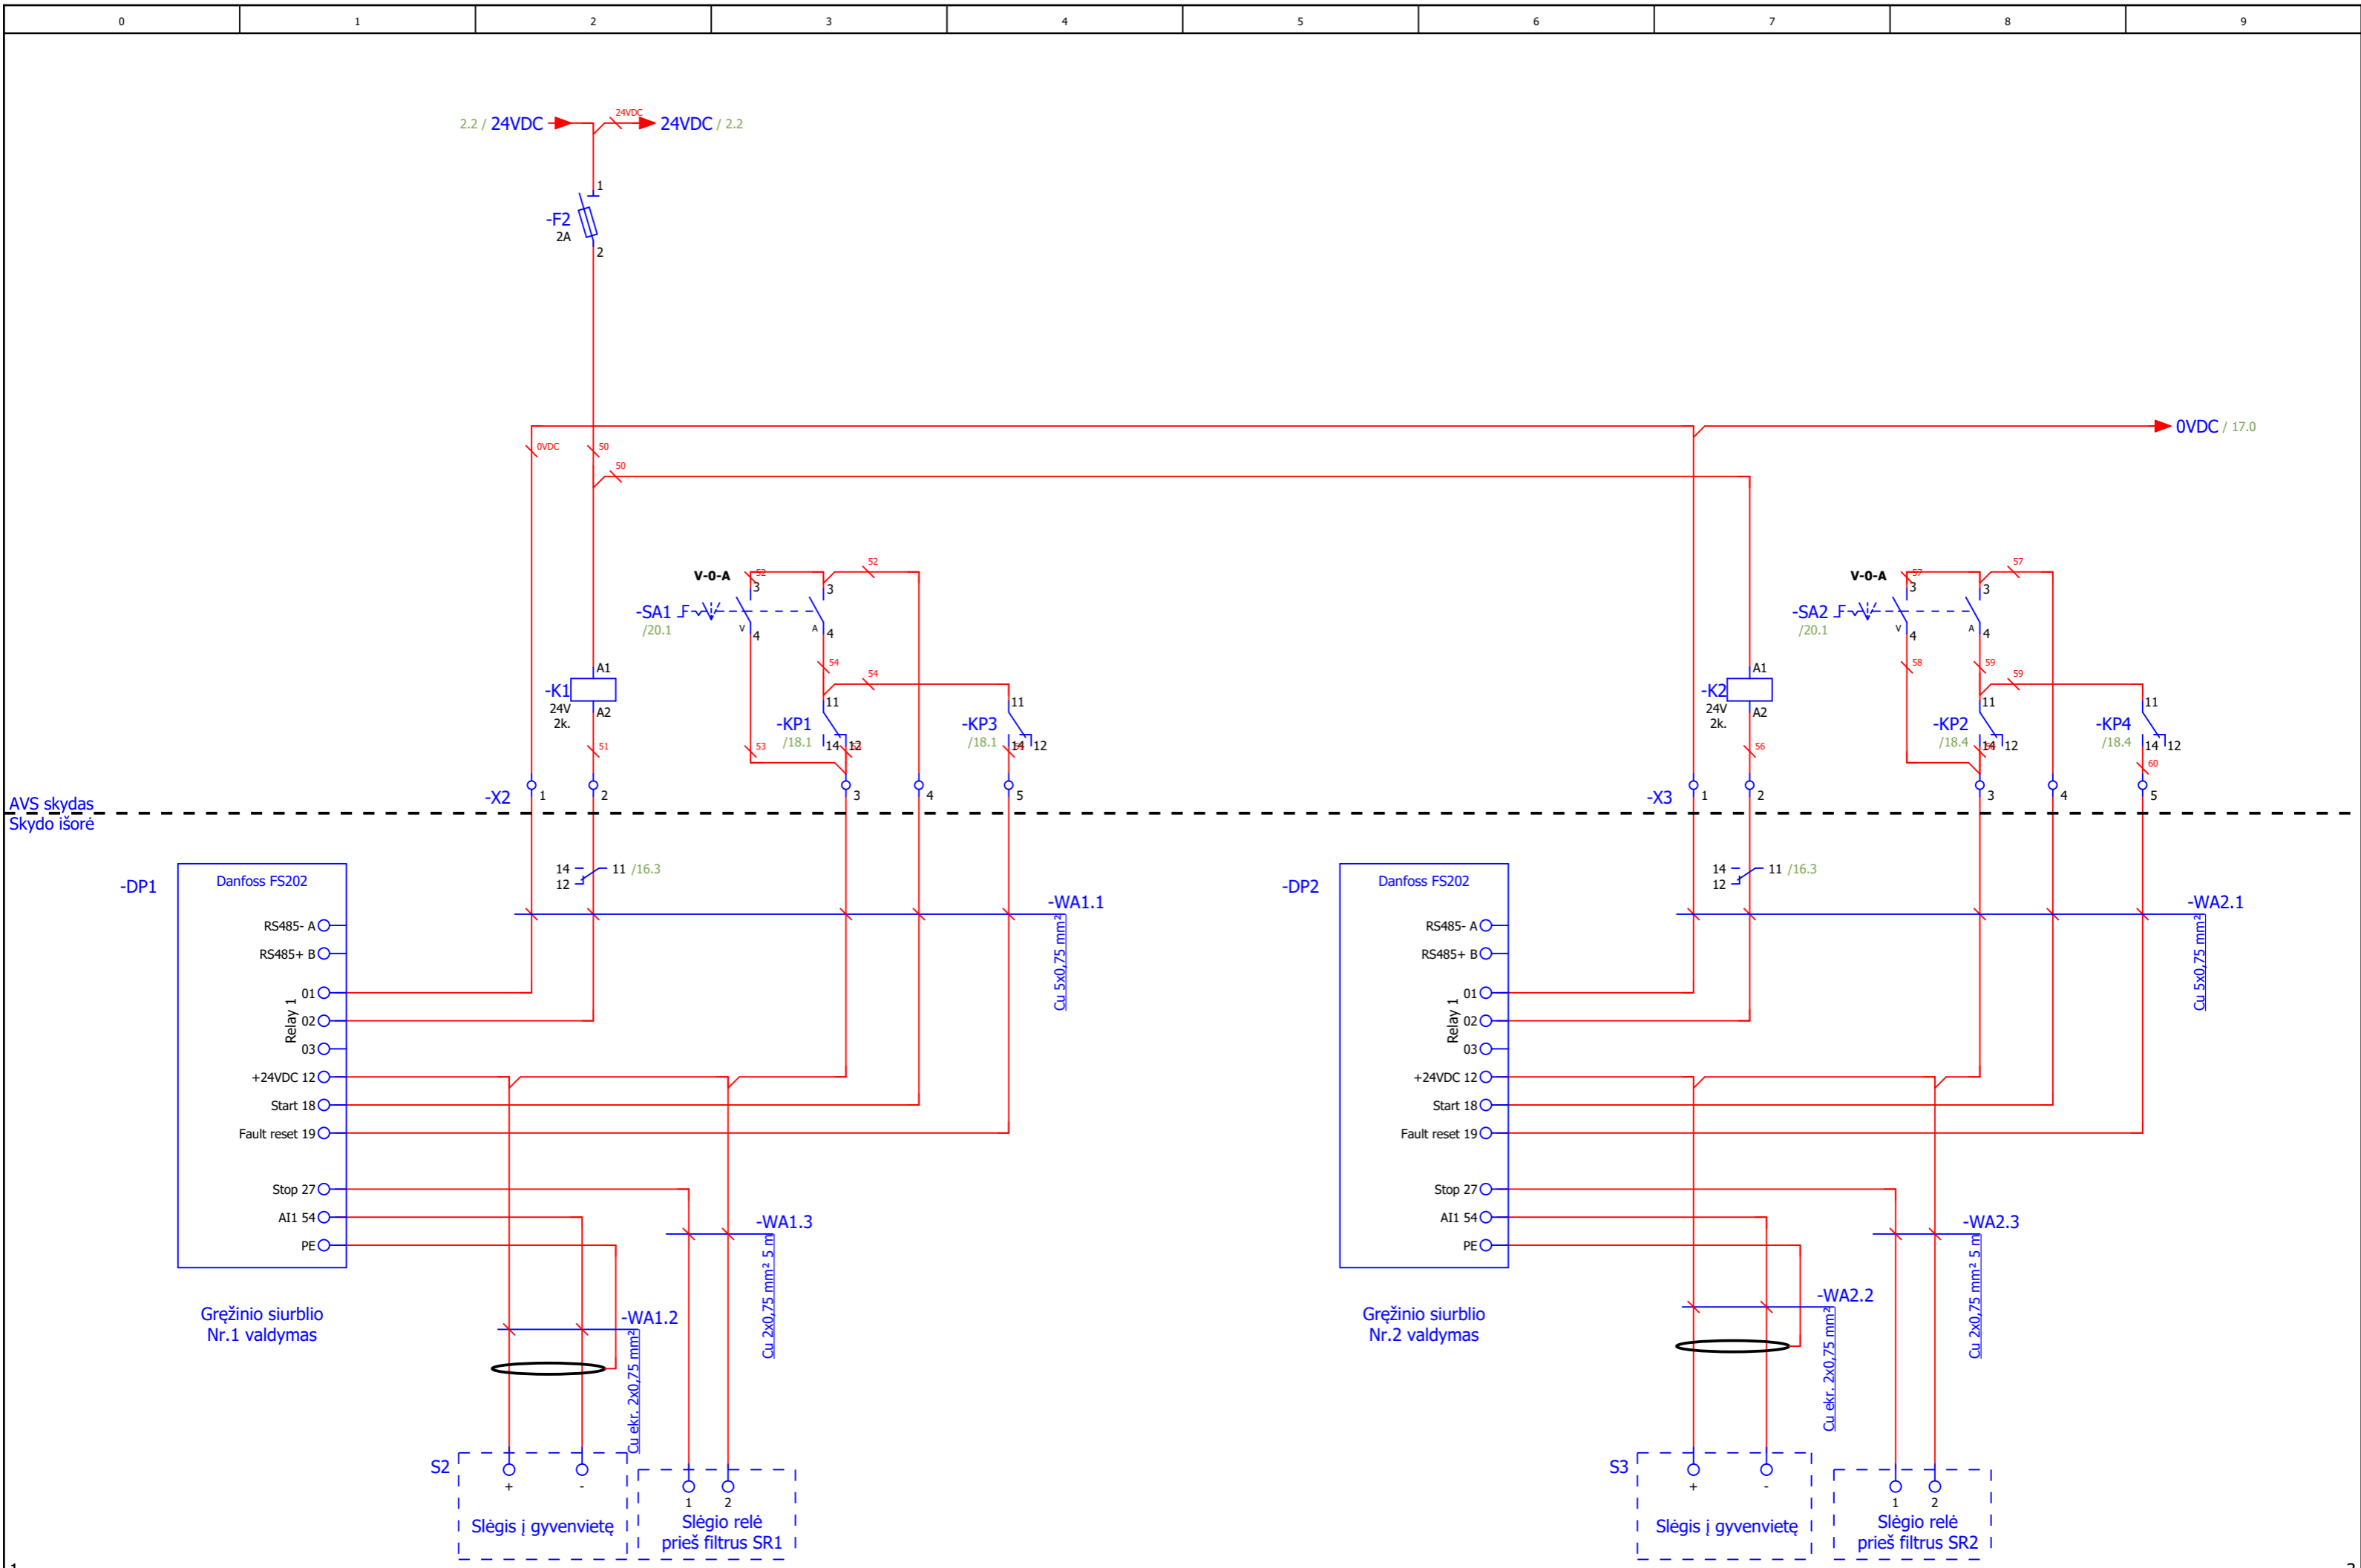 0 1 2 3 4 5 6 7 8 9
2.2 / 24VDC 24VDC 24VDC / 2.2
1
-F2
2A
2
0VDC / 17.0
0VDC 50
50
V-0-A 52 52
3 3
-SA1
/20.1
V 4 A 4
54
54
A1
-K1
24V
2k.
A2
51
11
-KP1
/18.1
14 12
53
11
-KP3
/18.1
14 12
-X2 1 2 3 4 5
V-0-A 57 57
3 3
-SA2
/20.1
V 4 A 4
58 59
59
A1
-K2
24V
2k.
A2
56
11
-KP2
/18.4
14 12
11
-KP4
/18.4
14 12
60
-X3 1 2 3 4 5
AVS skydas
Skydo išorė
-DP1
Danfoss FS202
14 11 /16.3
12
-WA1.1
Cu 5x0,75 mm²
RS485- A
RS485+ B
Relay 1
01
02
03
+24VDC 12
Start 18
Fault reset 19
Stop 27
AI1 54
PE
Gręžinio siurblio
Nr.1 valdymas
-WA1.3
Cu 2x0,75 mm² 5 m
-WA1.2
Cu ekr. 2x0,75 mm²
S2
+ -
Slėgis į gyvenvietę
1 2
Slėgio relė
prieš filtrus SR1
-DP2
Danfoss FS202
14 11 /16.3
12
-WA2.1
Cu 5x0,75 mm²
RS485- A
RS485+ B
Relay 1
01
02
03
+24VDC 12
Start 18
Fault reset 19
Stop 27
AI1 54
PE
Gręžinio siurblio
Nr.2 valdymas
-WA2.3
Cu 2x0,75 mm² 5 m
-WA2.2
Cu ekr. 2x0,75 mm²
S3
+ -
Slėgis į gyvenvietę
1 2
Slėgio relė
prieš filtrus SR2